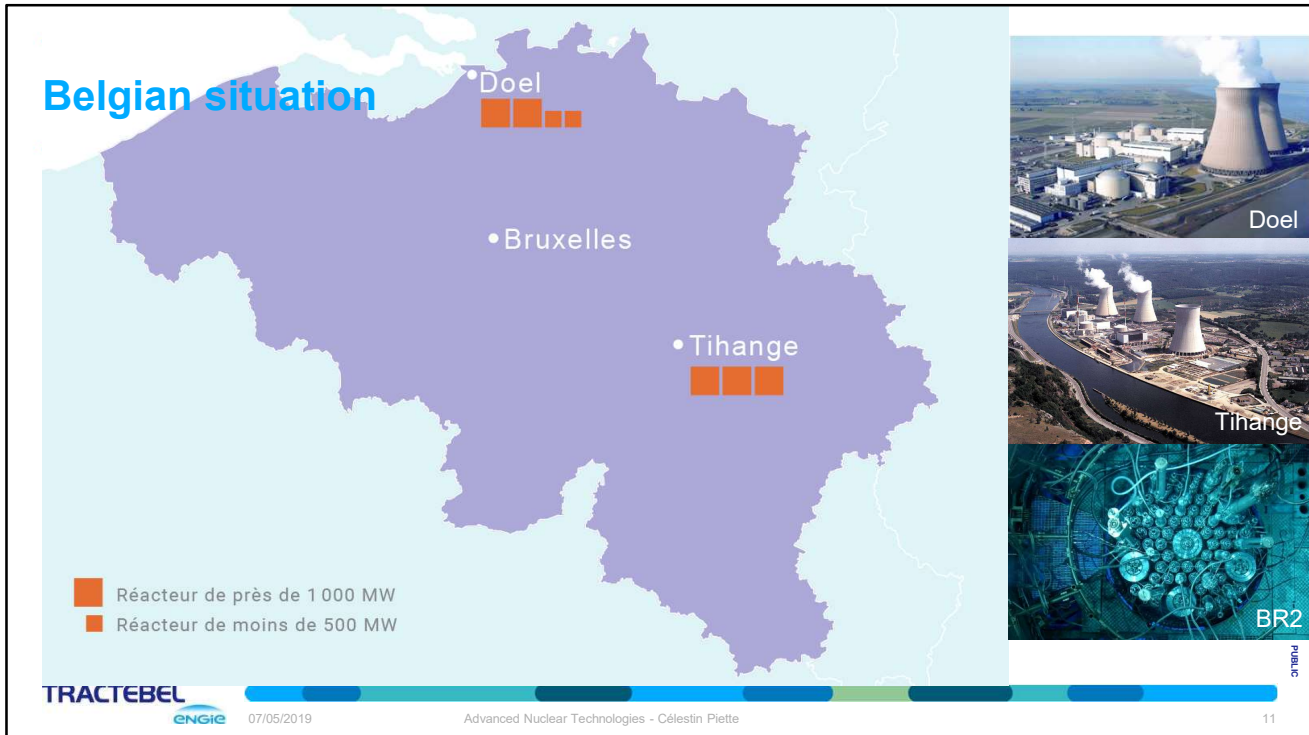 Belgian situation
Doel
Bruxelles
Tihange
Réacteur de près de 1 000 MW
Réacteur de moins de 500 MW
Doel
Tihange
BR2
PUBLIC
TRACTEBEL
ENGIE
07/05/2019
Advanced Nuclear Technologies - Célestin Piette
11